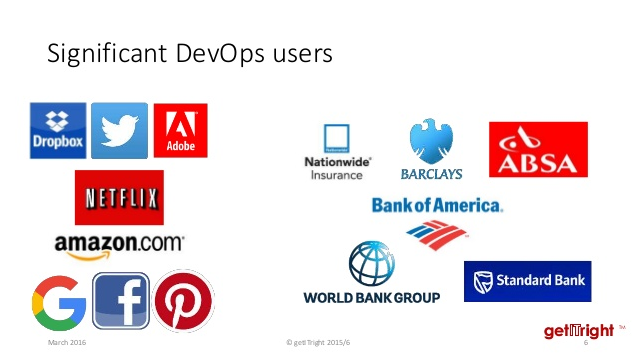 Significant DevOps users
Dropbox
Adobe
NETFLIX
amazon.com®
Nationwide®
Insurance
BARCLAYS
ABSA
Bank of America.
WORLD BANK GROUP
Standard Bank
March 2016
© getITright 2015/6
getITright TM
6